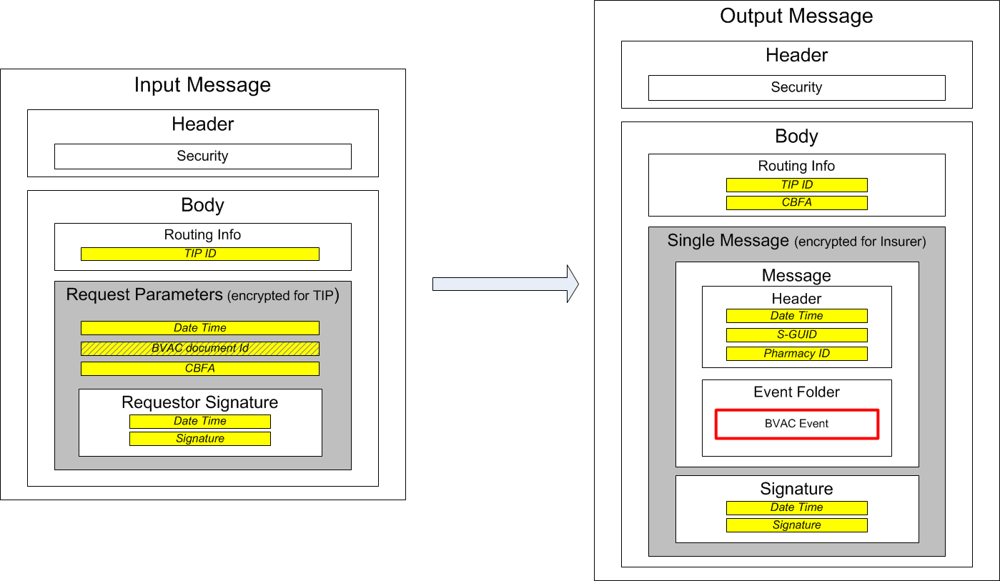 Input Message
Header
Security
Body
Routing Info
TIP ID
Request Parameters (encrypted for TIP)
Date Time
BVAC document Id
CBFA
Requestor Signature
Date Time
Signature
Output Message
Header
Security
Body
Routing Info
TIP ID
CBFA
Single Message (encrypted for Insurer)
Message
Header
Date Time
S-GUID
Pharmacy ID
Event Folder
BVAC Event
Signature
Date Time
Signature